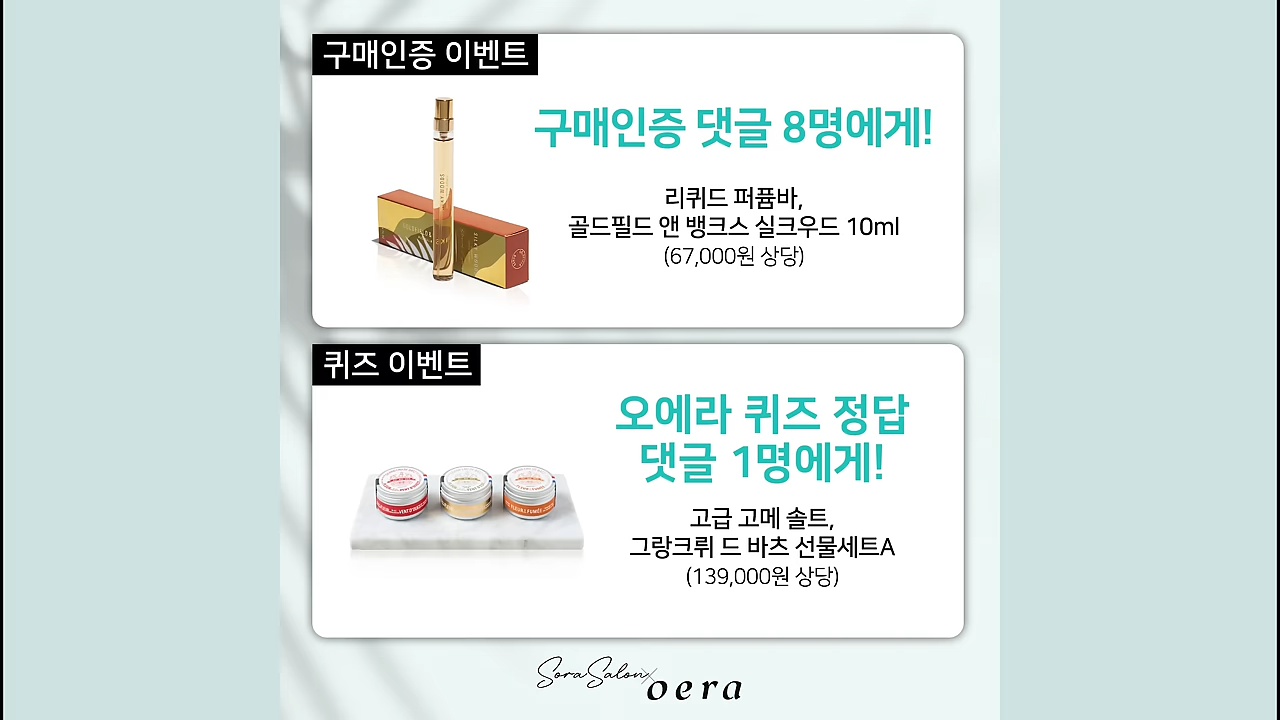 구매인증 이벤트
구매인증 댓글 8명에게!
리퀴드 퍼퓸바,
골드필드 앤 뱅크스 실크우드 10ml
(67,000원 상당)
퀴즈 이벤트
오에라 퀴즈 정답
댓글 1명에게!
고급 고메 솔트,
그랑크뤼 드 바츠 선물세트A
(139,000원 상당)
SoraSalon X
oera